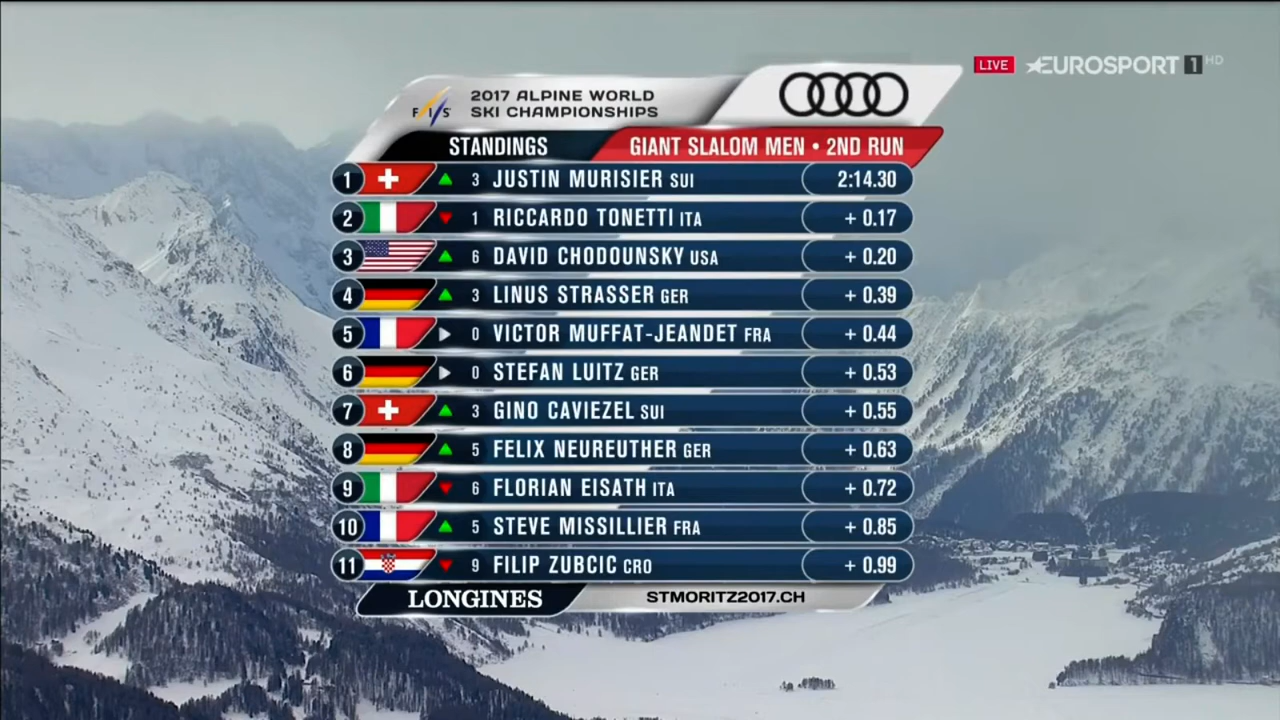 LIVE EUROSPORT 1 HD
FIS 2017 ALPINE WORLD
SKI CHAMPIONSHIPS
STANDINGS GIANT SLALOM MEN • 2ND RUN
1 3 JUSTIN MURISIER SUI 2:14.30
2 1 RICCARDO TONETTI ITA + 0.17
3 6 DAVID CHODOUNSKY USA + 0.20
4 3 LINUS STRASSER GER + 0.39
5 0 VICTOR MUFFAT-JEANDET FRA + 0.44
6 0 STEFAN LUITZ GER + 0.53
7 3 GINO CAVIEZEL SUI + 0.55
8 5 FELIX NEUREUTHER GER + 0.63
9 6 FLORIAN EISATH ITA + 0.72
10 5 STEVE MISSILLIER FRA + 0.85
11 9 FILIP ZUBCIC CRO + 0.99
LONGINES STMORITZ2017.CH